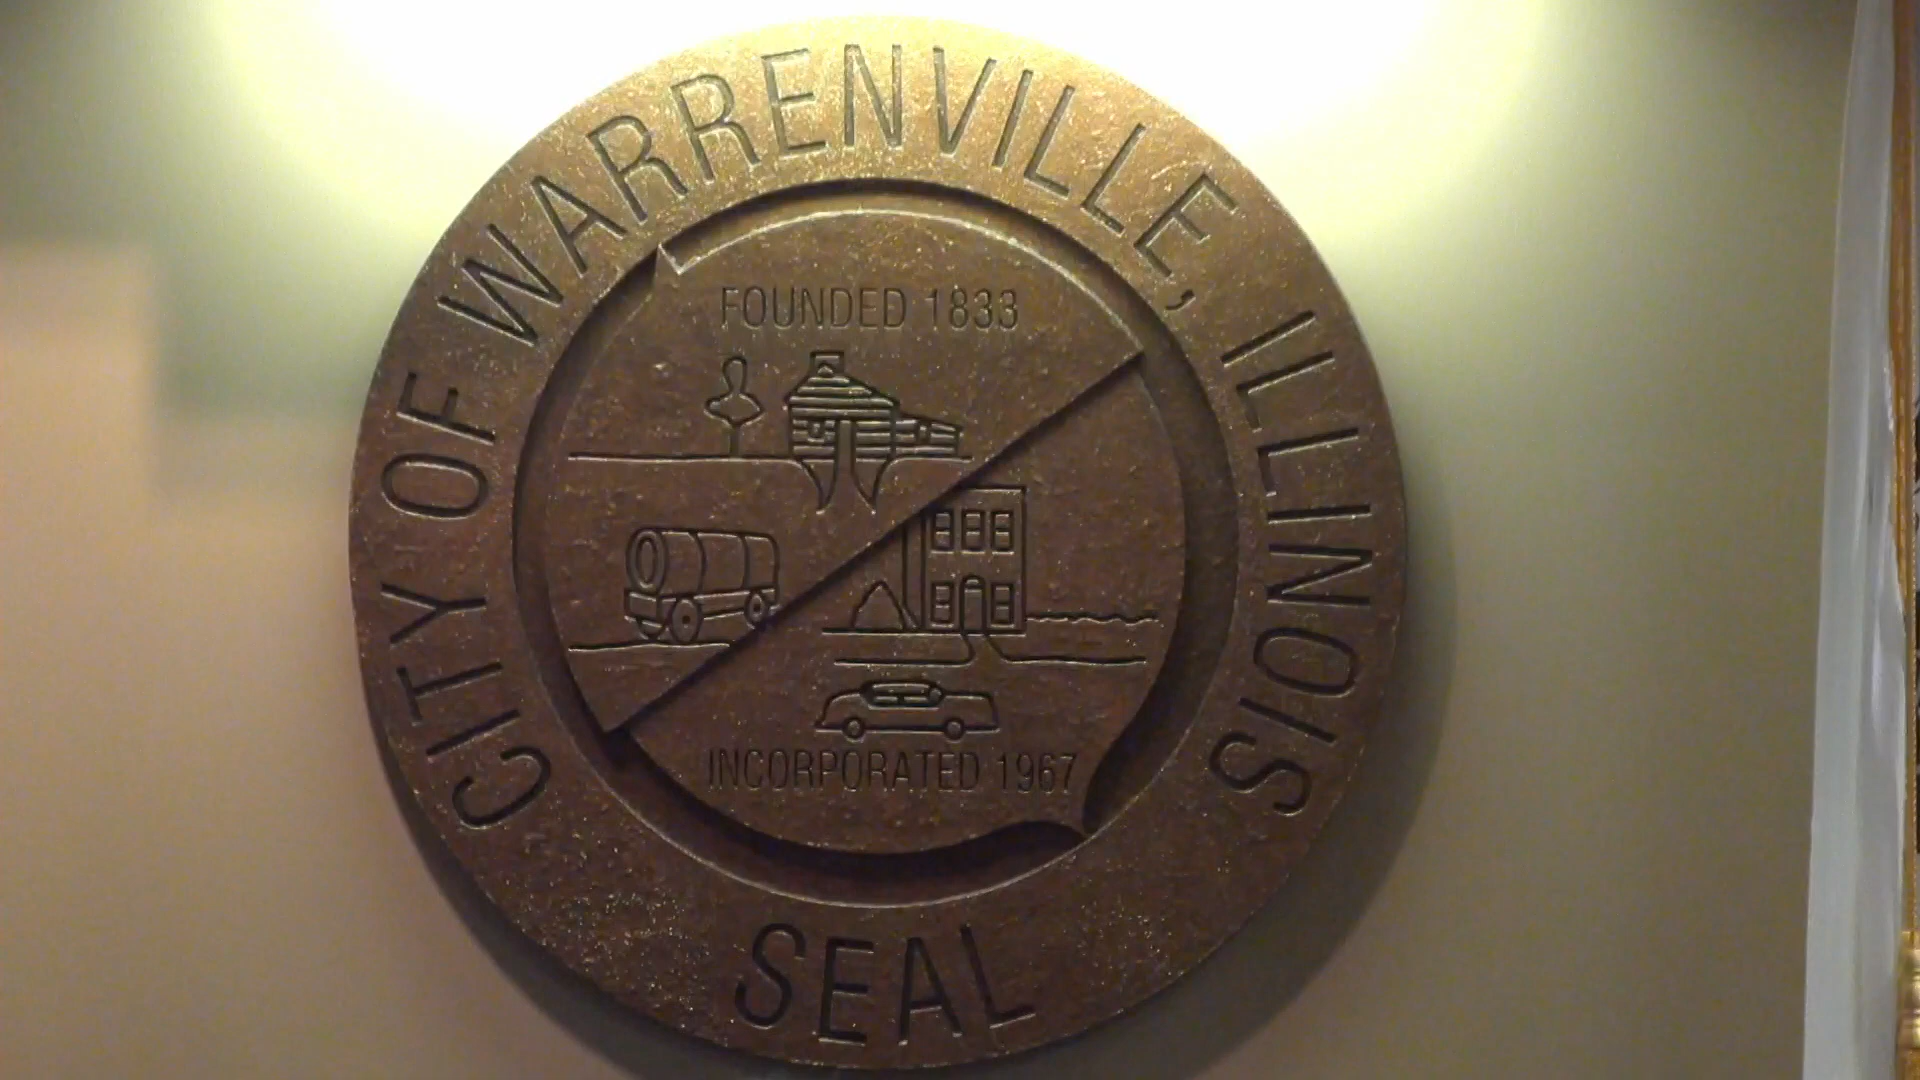 CITY OF WARRENVILLE, ILLINOIS
FOUNDED 1833
INCORPORATED 1967
SEAL